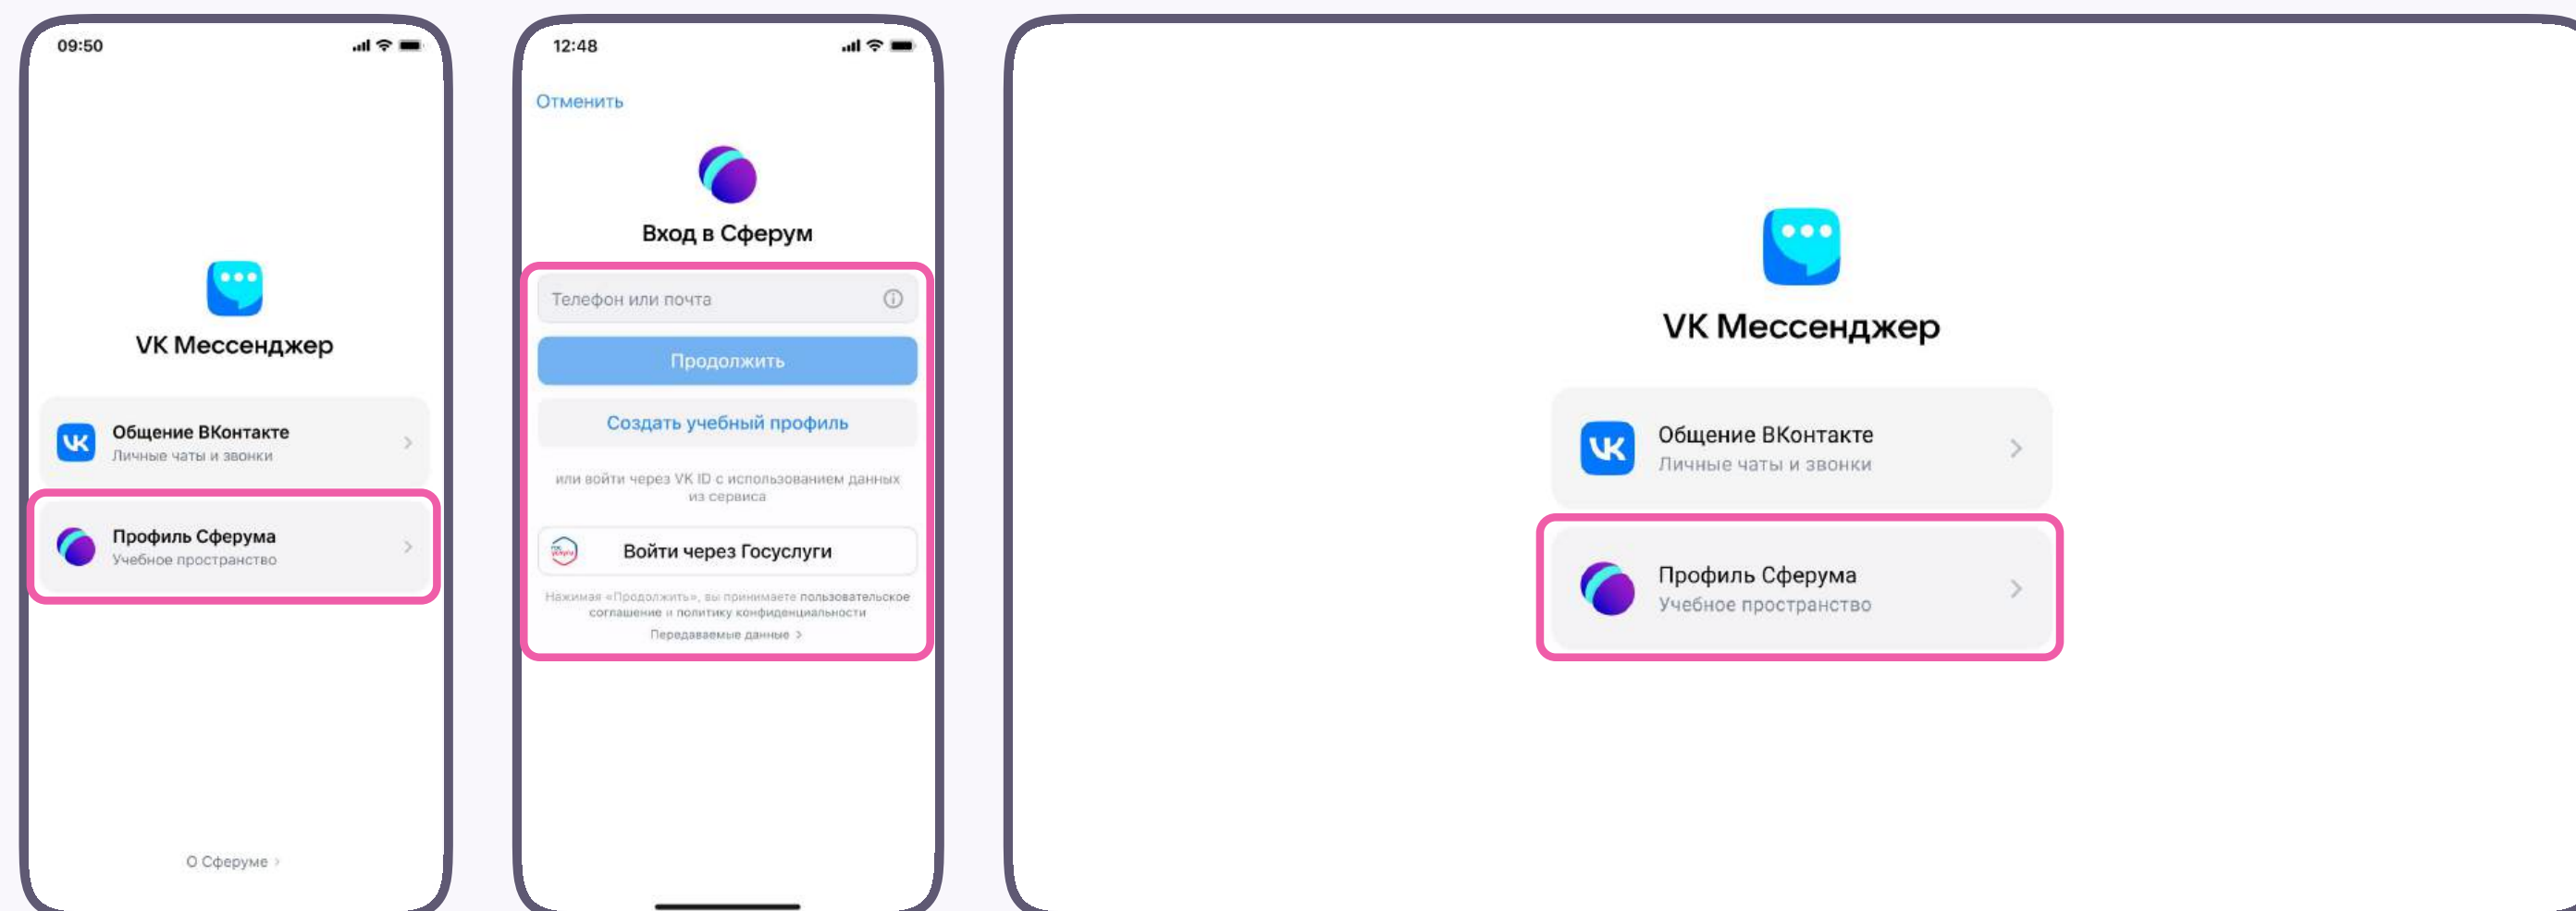 09:50
VK Мессенджер
Общение ВКонтакте
Личные чаты и звонки
Профиль Сферума
Учебное пространство
О Сферуме
12:48
Отменить
Вход в Сферум
Телефон или почта
Продолжить
Создать учебный профиль
или войти через VK ID с использованием данных
из сервиса
госуслуги
Войти через Госуслуги
Нажимая «Продолжить», вы принимаете пользовательское
соглашение и политику конфиденциальности
Передаваемые данные
VK Мессенджер
Общение ВКонтакте
Личные чаты и звонки
Профиль Сферума
Учебное пространство